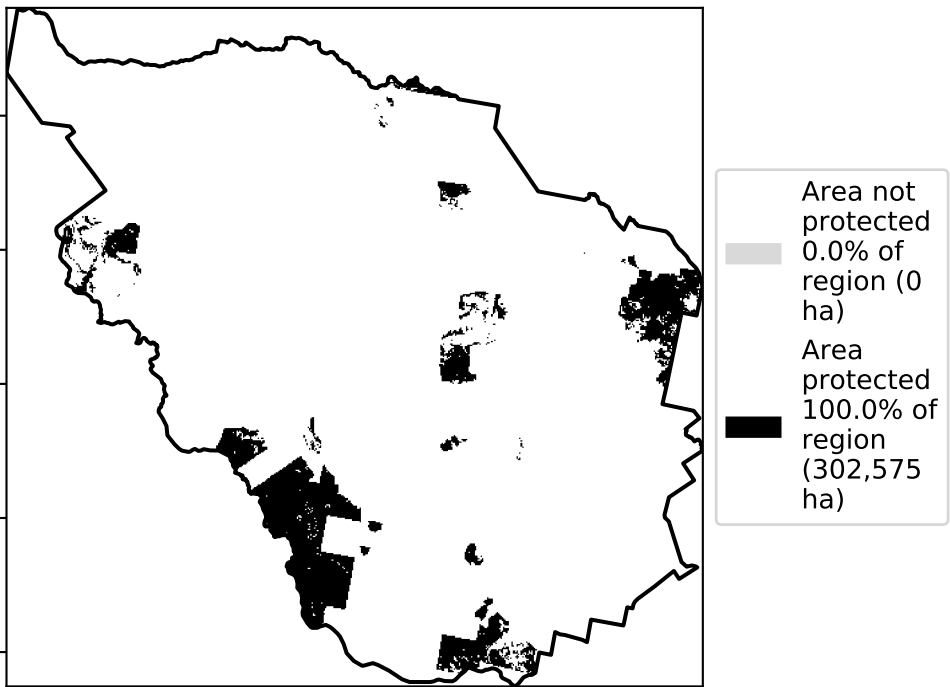 Area not
protected
0.0% of
region (0
ha)
Area
protected
100.0% of
region
(302,575
ha)